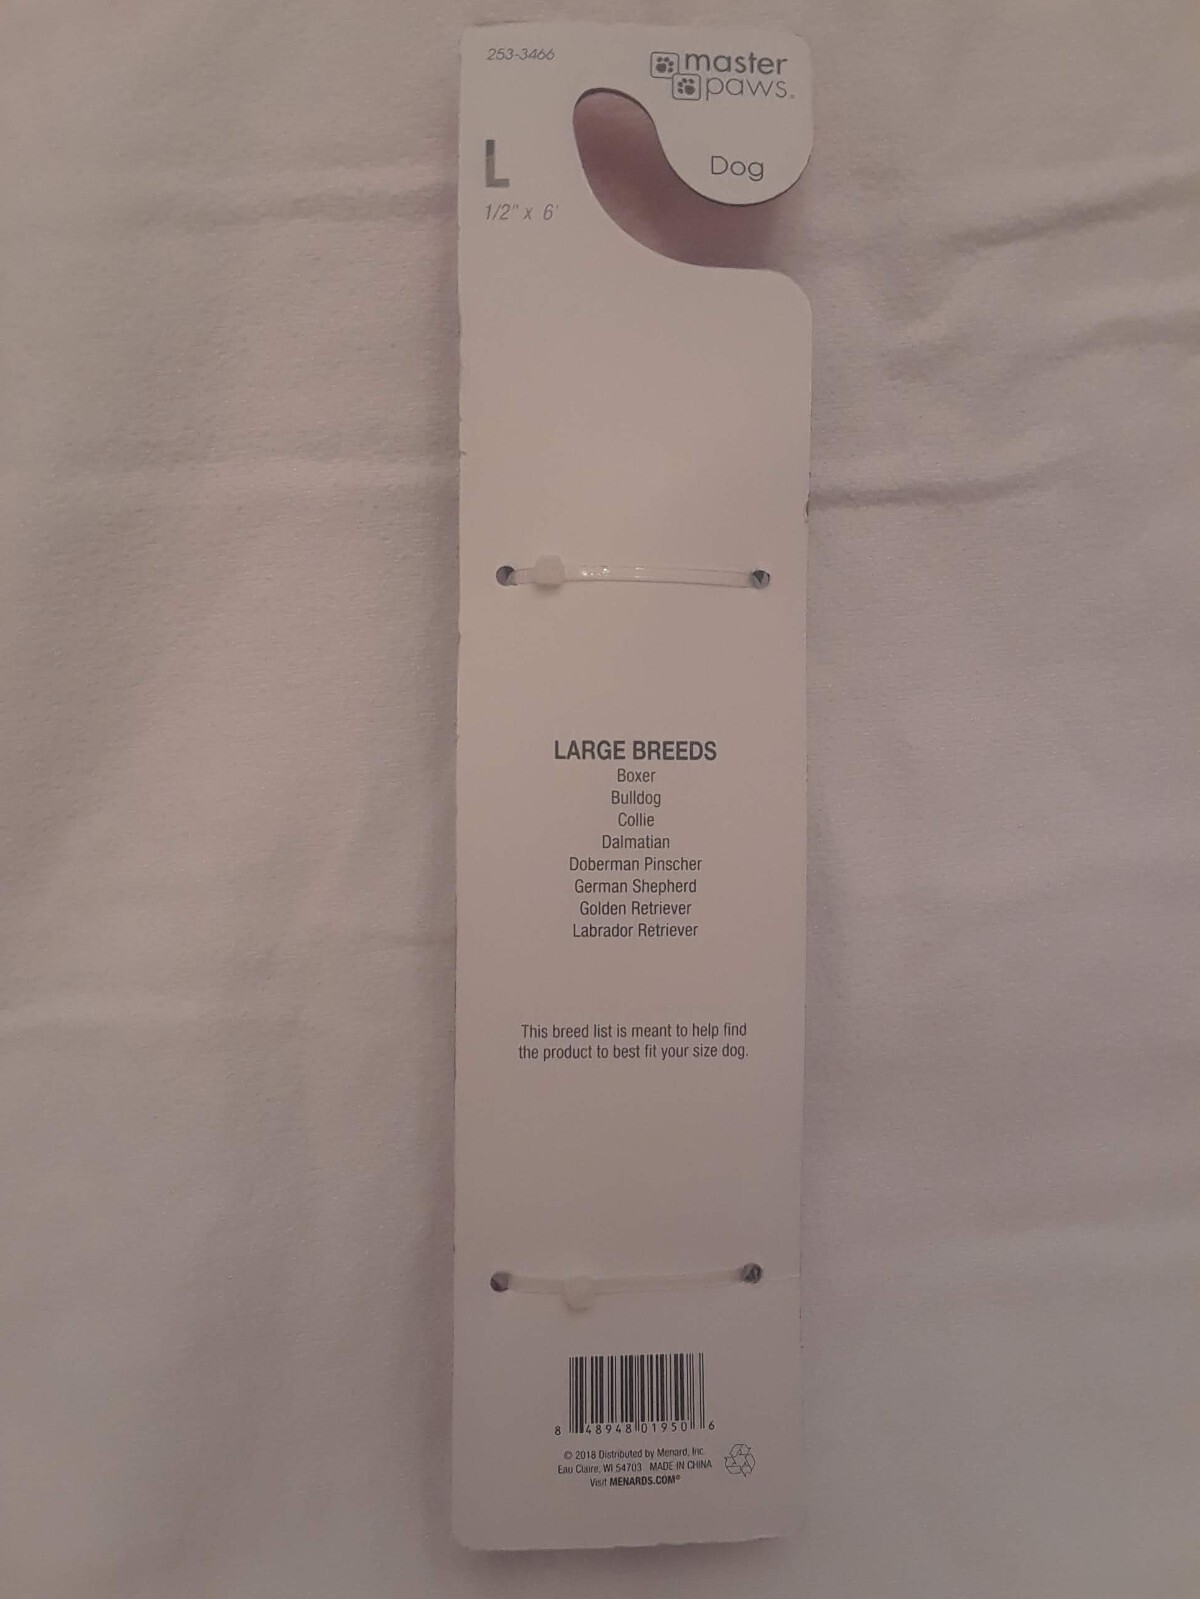 253-3466
master
paws.
Dog
L
1/2" x 6'
LARGE BREEDS
Boxer
Bulldog
Collie
Dalmatian
Doberman Pinscher
German Shepherd
Golden Retriever
Labrador Retriever
This breed list is meant to help find
the product to best fit your size dog.
8 48948 01950 6
© 2018 Distributed by Menard, Inc.
Eau Claire, WI 54703 MADE IN CHINA
Visit MENARDS.COM®